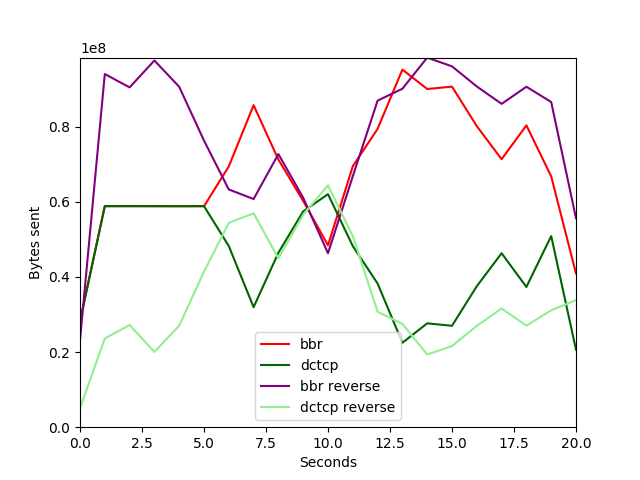 1e8
0.8
0.6
0.4
0.2
0.0
Bytes sent
bbr
dctcp
bbr reverse
dctcp reverse
0.0 2.5 5.0 7.5 10.0 12.5 15.0 17.5 20.0
Seconds